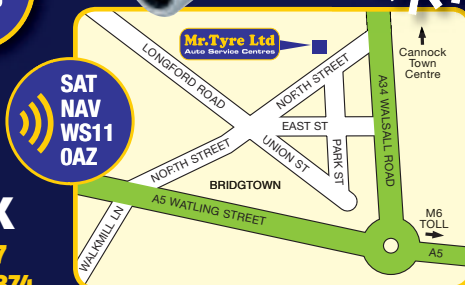 Mr.Tyre Ltd
Auto Service Centres
Cannock
Town
Centre
LONGFORD ROAD
NORTH STREET
A34 WALSALL ROAD
SAT
NAV
WS11
0AZ
EAST ST
UNION ST
PARK ST
NORTH STREET
BRIDGTOWN
A5 WATLING STREET
WALKMILL LN
M6
TOLL
A5